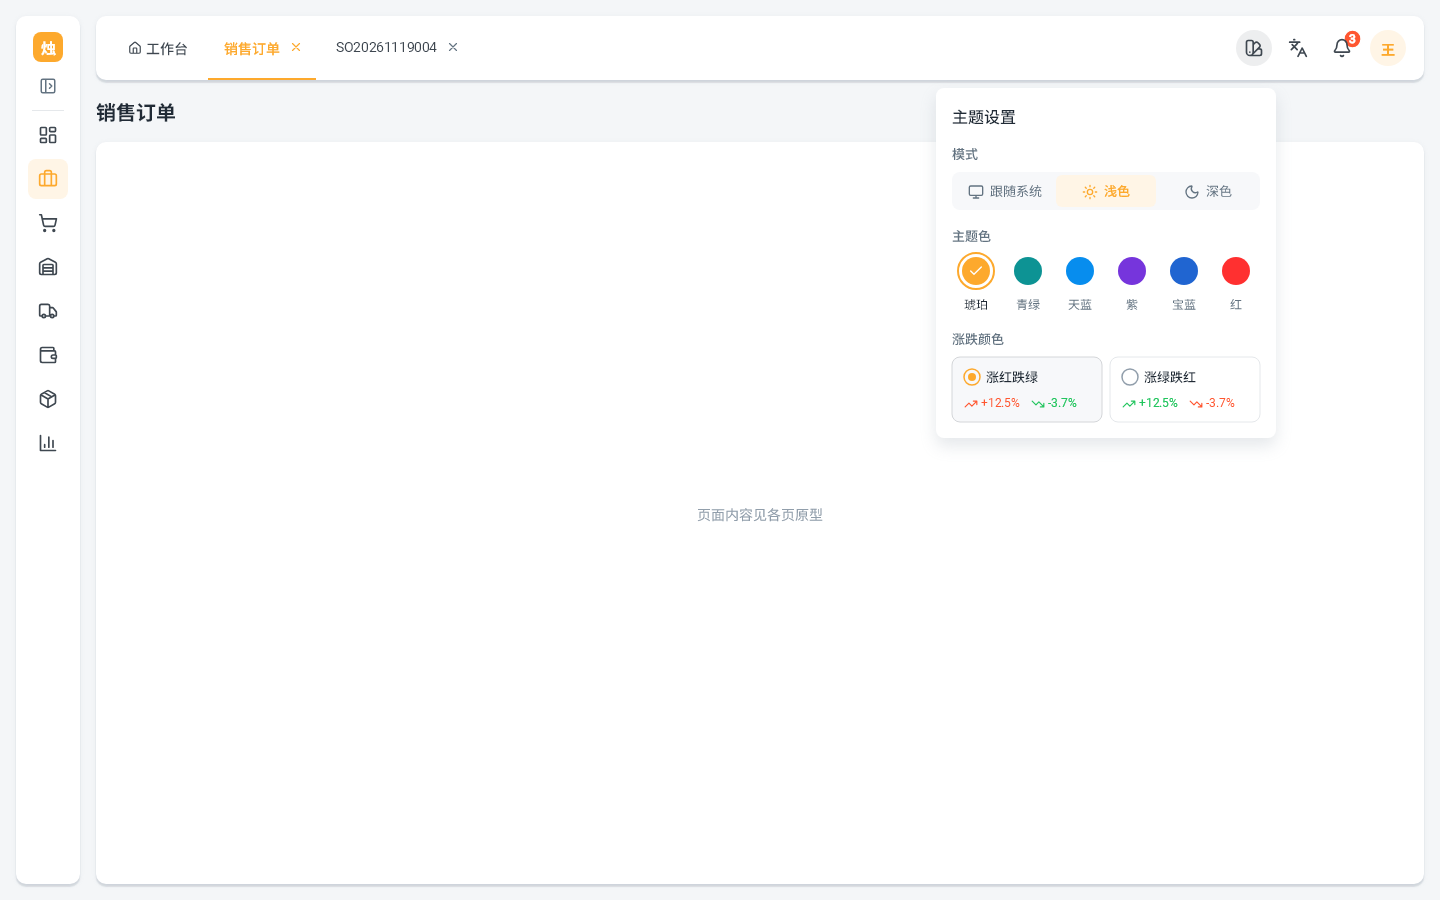 烛
工作台
销售订单
SO20261119004
3
王
销售订单
主题设置
模式
跟随系统
浅色
深色
主题色
琥珀
青绿
天蓝
紫
宝蓝
红
涨跌颜色
涨红跌绿
+12.5%
-3.7%
涨绿跌红
+12.5%
-3.7%
页面内容见各页原型